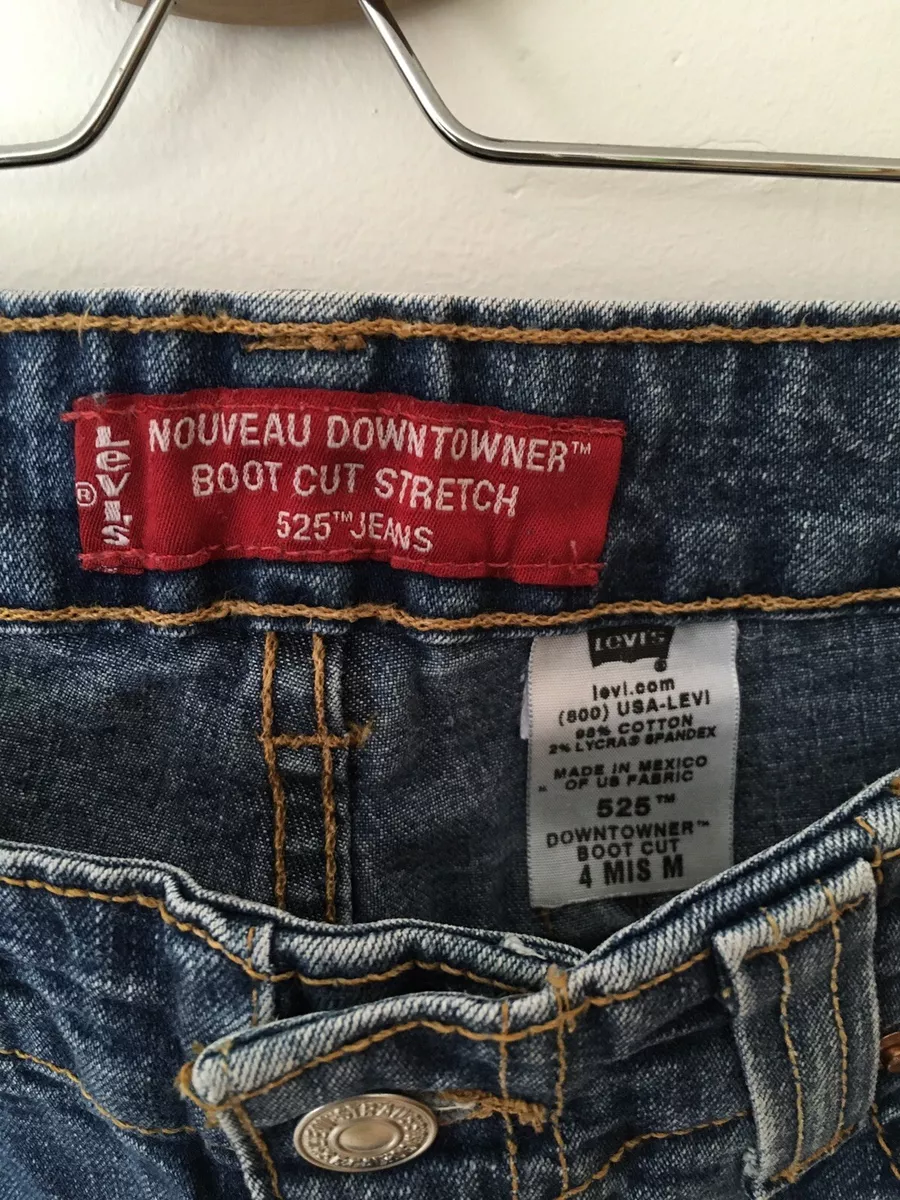 LEVI'S
®
NOUVEAU DOWNTOWNER™
BOOT CUT STRETCH
525™ JEANS
LEVI'S
®
levi.com
(800) USA-LEVI
98% COTTON
2% LYCRA® SPANDEX
MADE IN MEXICO
OF US FABRIC
525™
DOWNTOWNER™
BOOT CUT
4 MIS M
STRAUSS